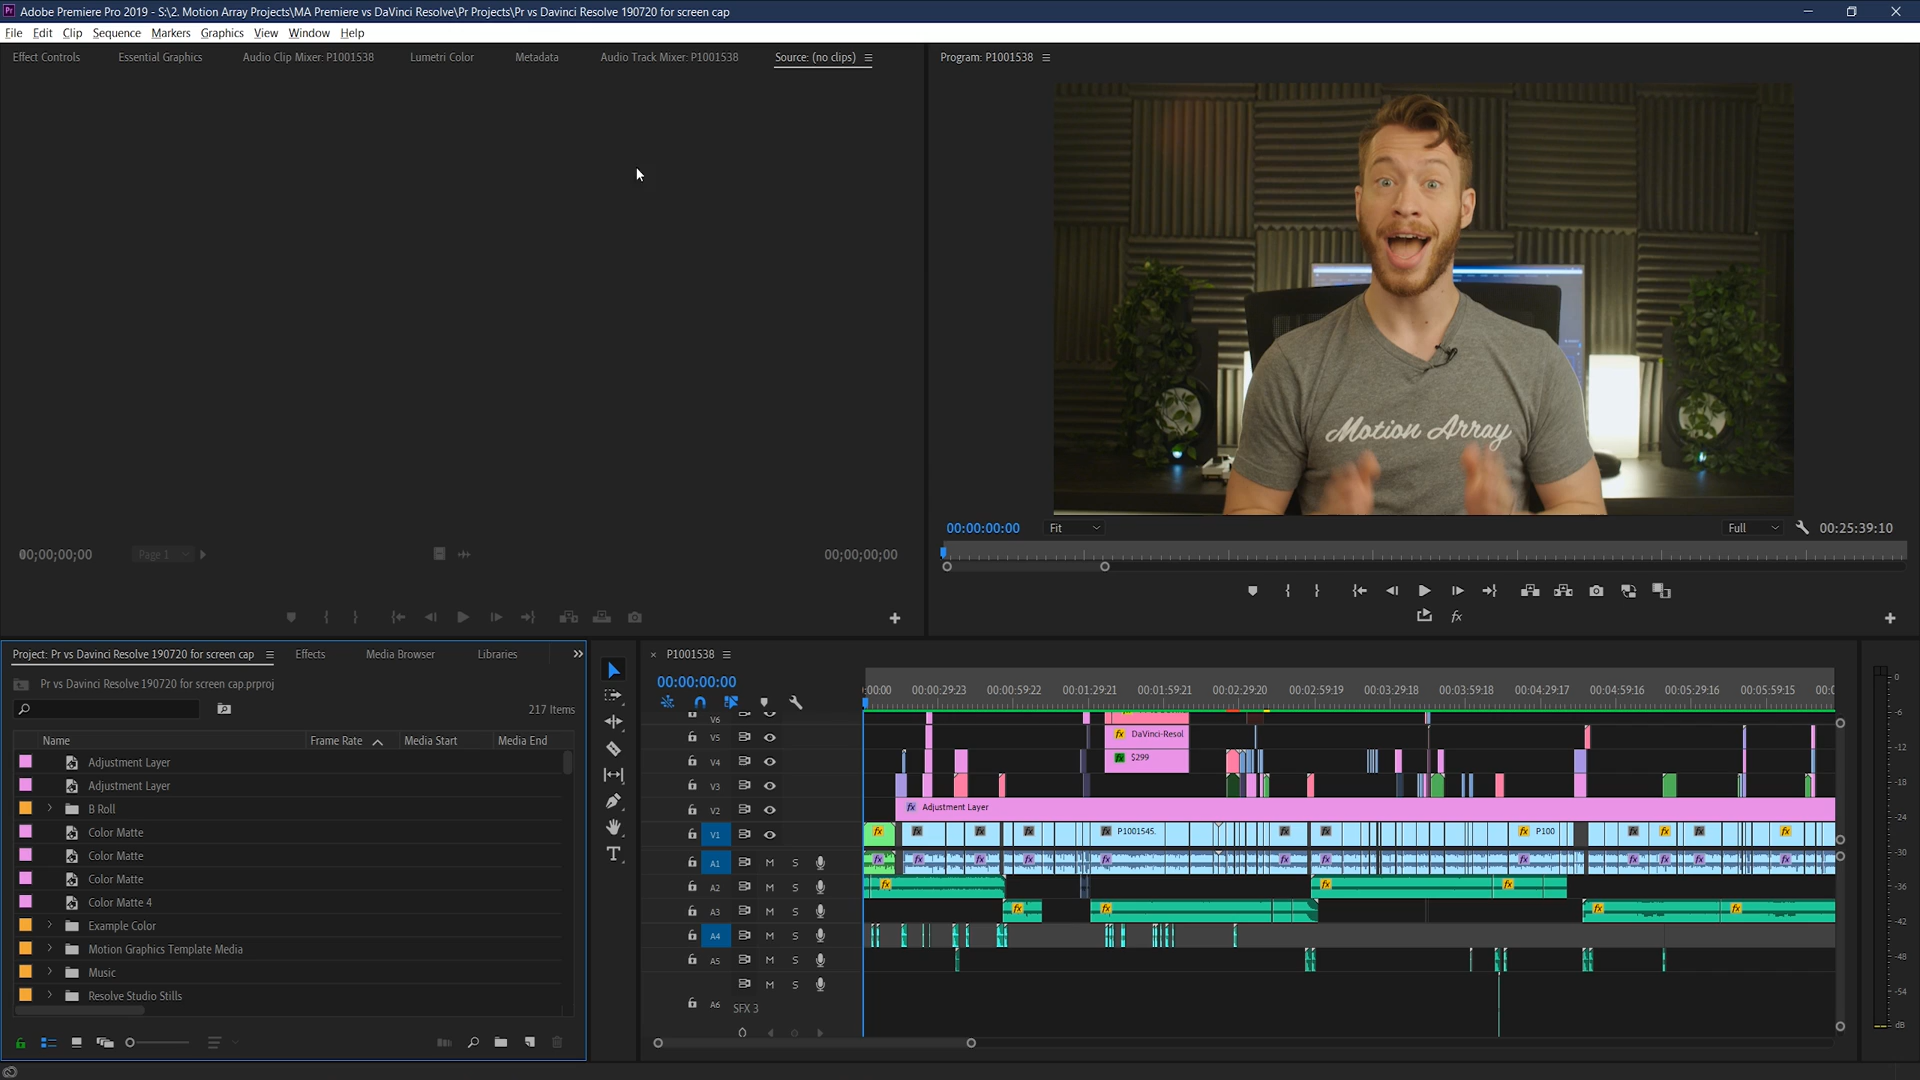 Adobe Premiere Pro 2019 - S:\2. Motion Array Projects\MA Premiere vs DaVinci Resolve\Pr Projects\Pr vs Davinci Resolve 190720 for screen cap
File Edit Clip Sequence Markers Graphics View Window Help
Effect Controls Essential Graphics Audio Clip Mixer: P1001538 Lumetri Color Metadata Audio Track Mixer: P1001538 Source: (no clips)
Program: P1001538
Motion Array
00:00:00:00 Fit Full 00:25:39:10
00;00;00;00 Page 1 00;00;00;00
Project: Pr vs Davinci Resolve 190720 for screen cap Effects Media Browser Libraries
Pr vs Davinci Resolve 190720 for screen cap.prproj
217 Items
Name Frame Rate Media Start Media End
Adjustment Layer
Adjustment Layer
B Roll
Color Matte
Color Matte
Color Matte
Color Matte 4
Example Color
Motion Graphics Template Media
Music
Resolve Studio Stills
P1001538
00:00:00:00
:00:00 00:00:29:23 00:00:59:22 00:01:29:21 00:01:59:21 00:02:29:20 00:02:59:19 00:03:29:18 00:03:59:18 00:04:29:17 00:04:59:16 00:05:29:16 00:05:59:15
V6
V5 fx DaVinci-Resol
V4 fx $299
V3
V2 fx Adjustment Layer
V1 fx P1001545. fx P100
A1 M S
A2 M S
A3 M S
A4 M S
A5 M S
M S
A6 SFX 3
0
-6
-12
-18
-24
-30
-36
-42
-48
-54
dB